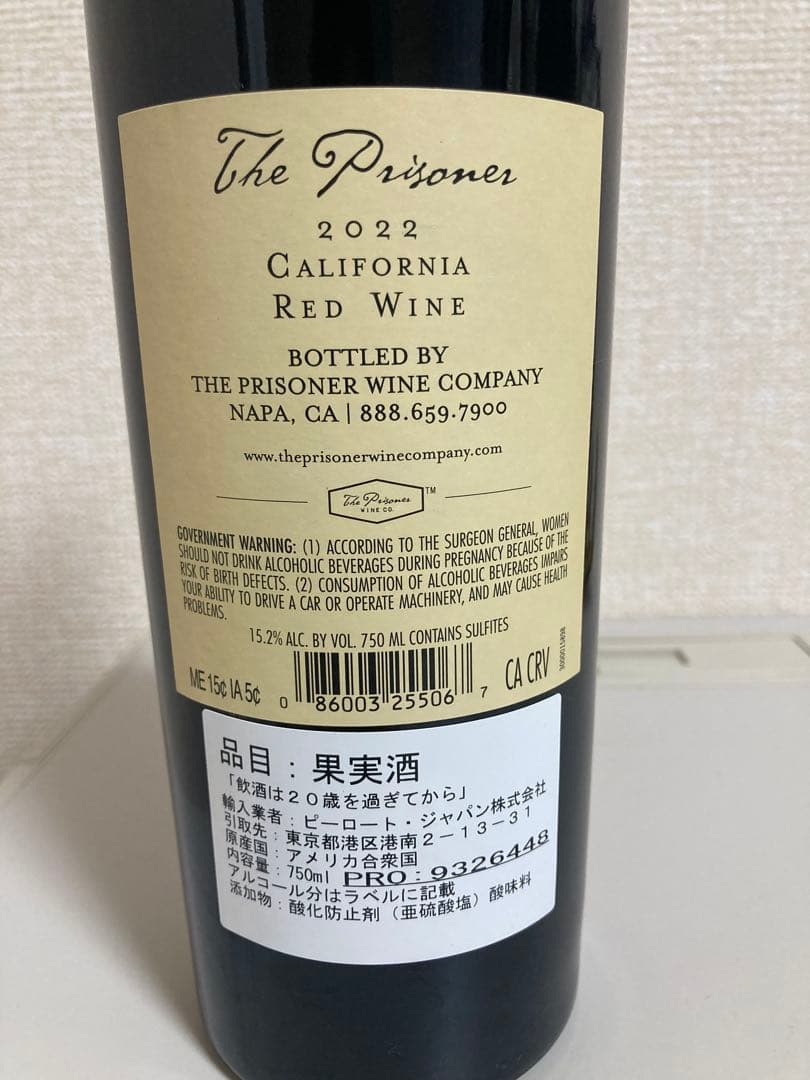 The Prisoner
2022
CALIFORNIA
RED WINE
BOTTLED BY
THE PRISONER WINE COMPANY
NAPA, CA | 888.659.7900
www.theprisonerwinecompany.com
The Prisoner™
WINE CO.
GOVERNMENT WARNING: (1) ACCORDING TO THE SURGEON GENERAL, WOMEN
SHOULD NOT DRINK ALCOHOLIC BEVERAGES DURING PREGNANCY BECAUSE OF THE
RISK OF BIRTH DEFECTS. (2) CONSUMPTION OF ALCOHOLIC BEVERAGES IMPAIRS
YOUR ABILITY TO DRIVE A CAR OR OPERATE MACHINERY, AND MAY CAUSE HEALTH
PROBLEMS.
15.2% ALC. BY VOL. 750 ML CONTAINS SULFITES
ME 15¢ IA 5¢
0 86003 25506 7
CA CRV
品目：果実酒
「飲酒は２０歳を過ぎてから」
輸入業者：ピーロート・ジャパン株式会社
引取先：東京都港区港南２－１３－３１
原産国：アメリカ合衆国
内容量：750ml PRO：9326448
アルコール分はラベルに記載
添加物：酸化防止剤（亜硫酸塩）酸味料